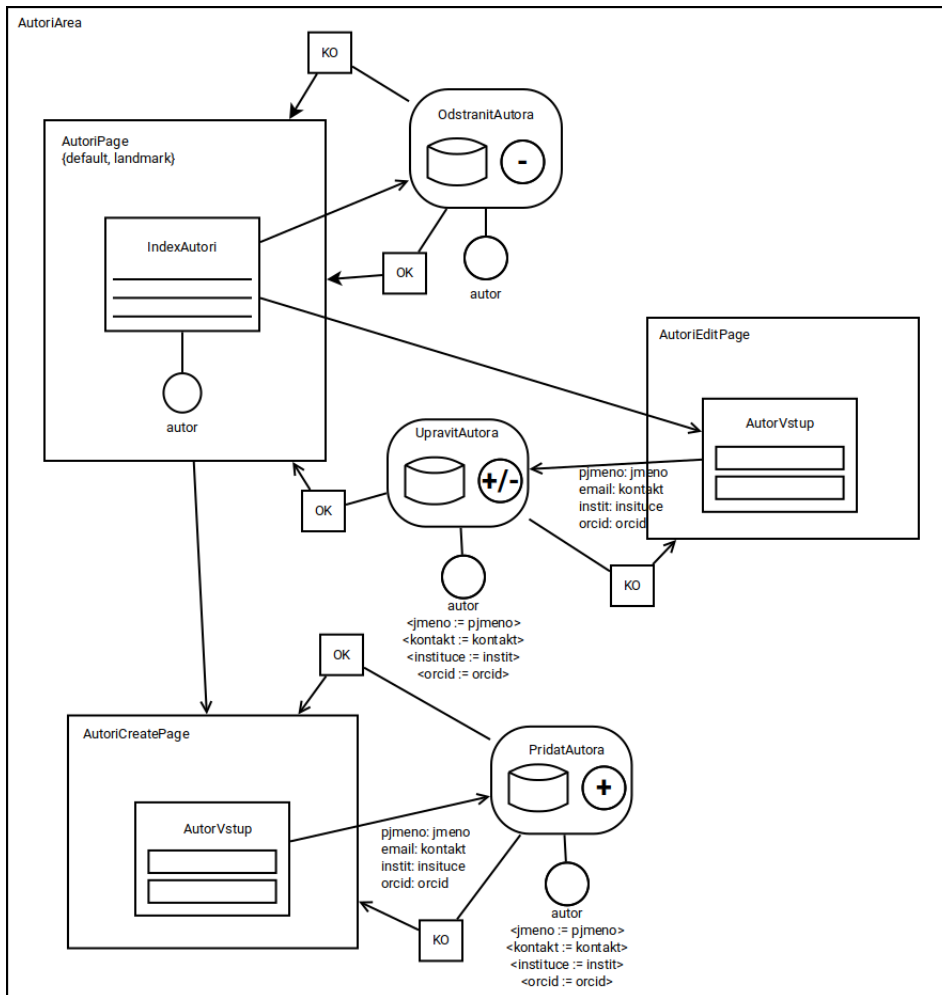 AutoriArea
KO
OdstranitAutora
-
AutoriPage
{default, landmark}
IndexAutori
OK
autor
autor
AutoriEditPage
AutorVstup
UpravitAutora
+/-
pjmeno: jmeno
email: kontakt
instit: insituce
orcid: orcid
OK
KO
autor
<jmeno := pjmeno>
<kontakt := kontakt>
<instituce := instit>
<orcid := orcid>
OK
AutoriCreatePage
PridatAutora
+
AutorVstup
pjmeno: jmeno
email: kontakt
instit: insituce
orcid: orcid
KO
autor
<jmeno := pjmeno>
<kontakt := kontakt>
<instituce := instit>
<orcid := orcid>